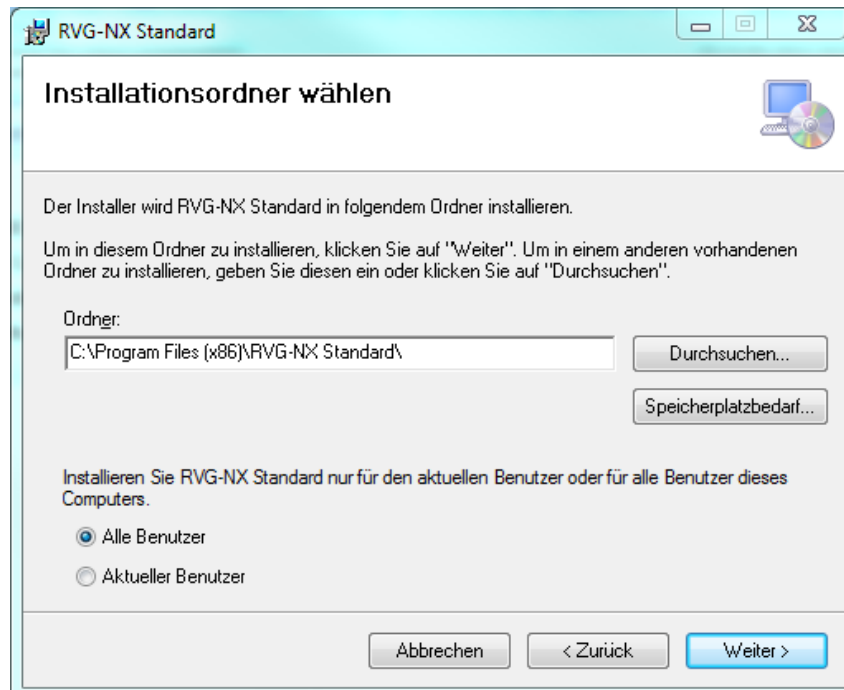 RVG-NX Standard
Installationsordner wählen
Der Installer wird RVG-NX Standard in folgendem Ordner installieren.
Um in diesem Ordner zu installieren, klicken Sie auf "Weiter". Um in einem anderen vorhandenen
Ordner zu installieren, geben Sie diesen ein oder klicken Sie auf "Durchsuchen".
Ordner:
C:\Program Files (x86)\RVG-NX Standard\
Durchsuchen...
Speicherplatzbedarf...
Installieren Sie RVG-NX Standard nur für den aktuellen Benutzer oder für alle Benutzer dieses
Computers.
Alle Benutzer
Aktueller Benutzer
Abbrechen
< Zurück
Weiter >